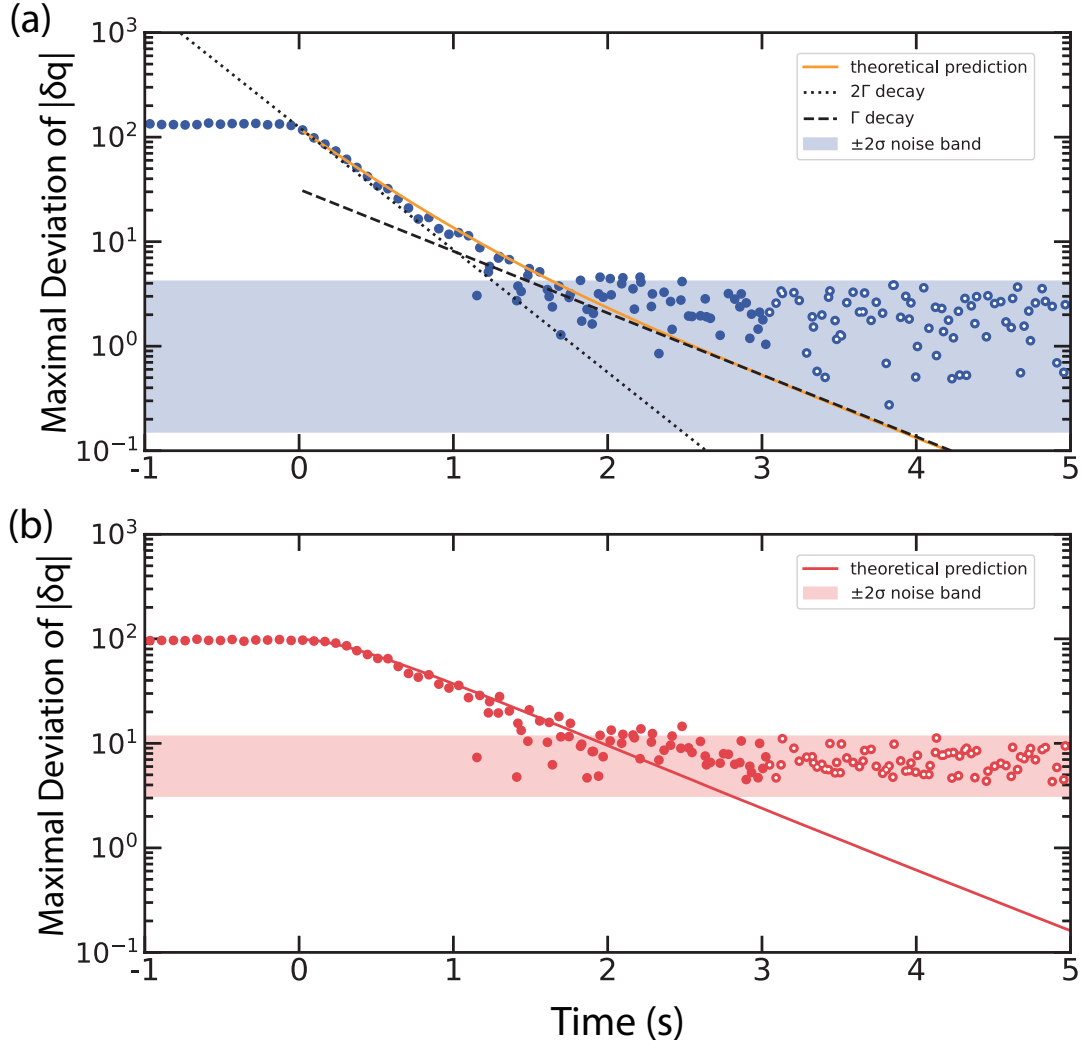 (a)
Maximal Deviation of |δq|
10³
10²
10¹
10⁰
10⁻¹
theoretical prediction
2Γ decay
Γ decay
±2σ noise band
-1 0 1 2 3 4 5
(b)
Maximal Deviation of |δq|
10³
10²
10¹
10⁰
10⁻¹
theoretical prediction
±2σ noise band
-1 0 1 2 3 4 5
Time (s)